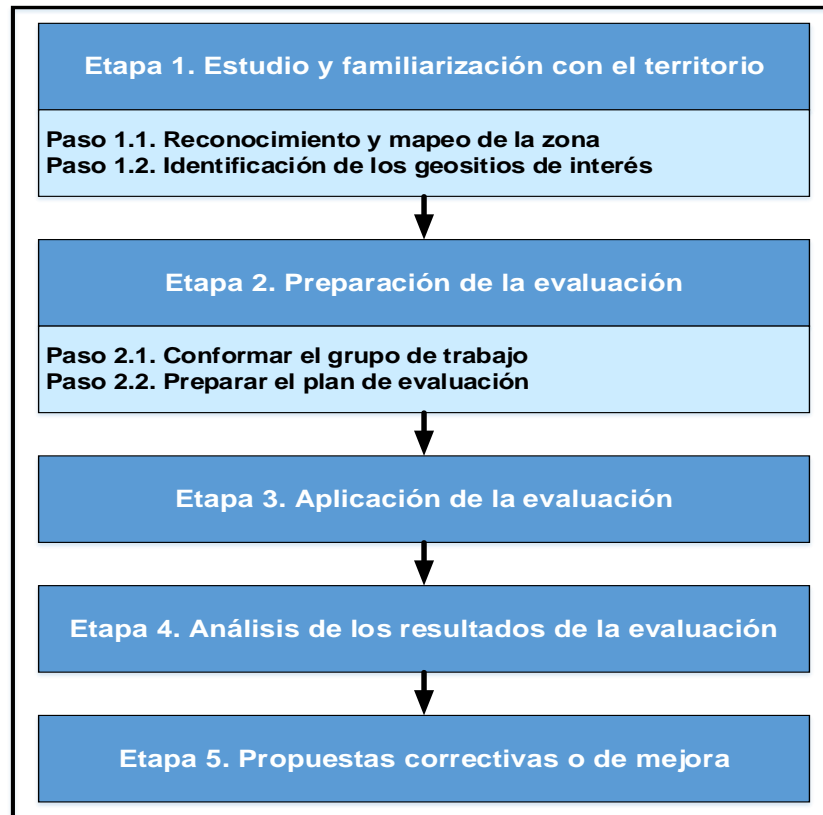 Etapa 1. Estudio y familiarización con el territorio
Paso 1.1. Reconocimiento y mapeo de la zona
Paso 1.2. Identificación de los geositios de interés
Etapa 2. Preparación de la evaluación
Paso 2.1. Conformar el grupo de trabajo
Paso 2.2. Preparar el plan de evaluación
Etapa 3. Aplicación de la evaluación
Etapa 4. Análisis de los resultados de la evaluación
Etapa 5. Propuestas correctivas o de mejora